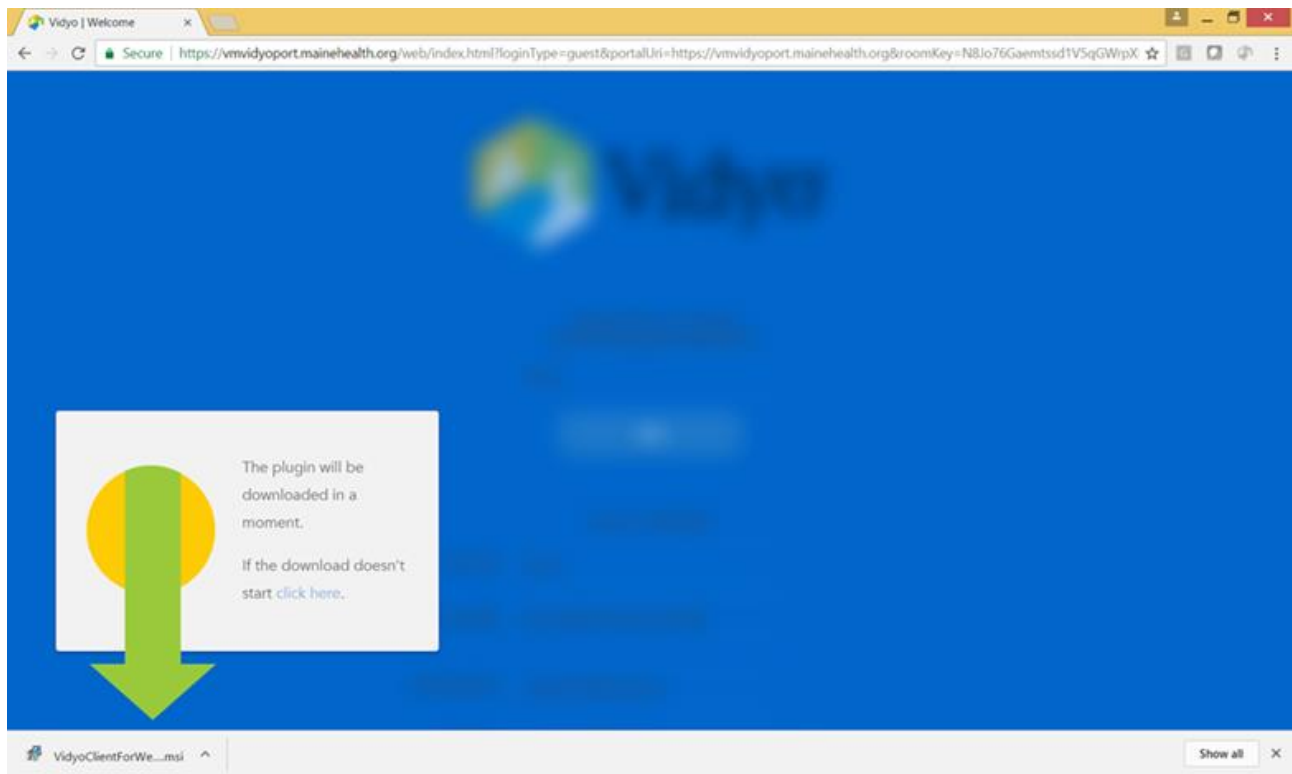 Vidyo | Welcome
Secure | https://vmvidyoport.mainehealth.org/web/index.html?loginType=guest&portalUri=https://vmvidyoport.mainehealth.org&roomKey=N8Jo76Gaemtssd1V5qGWrpX
Vidyo
The plugin will be
downloaded in a
moment.
If the download doesn't
start click here.
VidyoClientForWe....msi
Show all